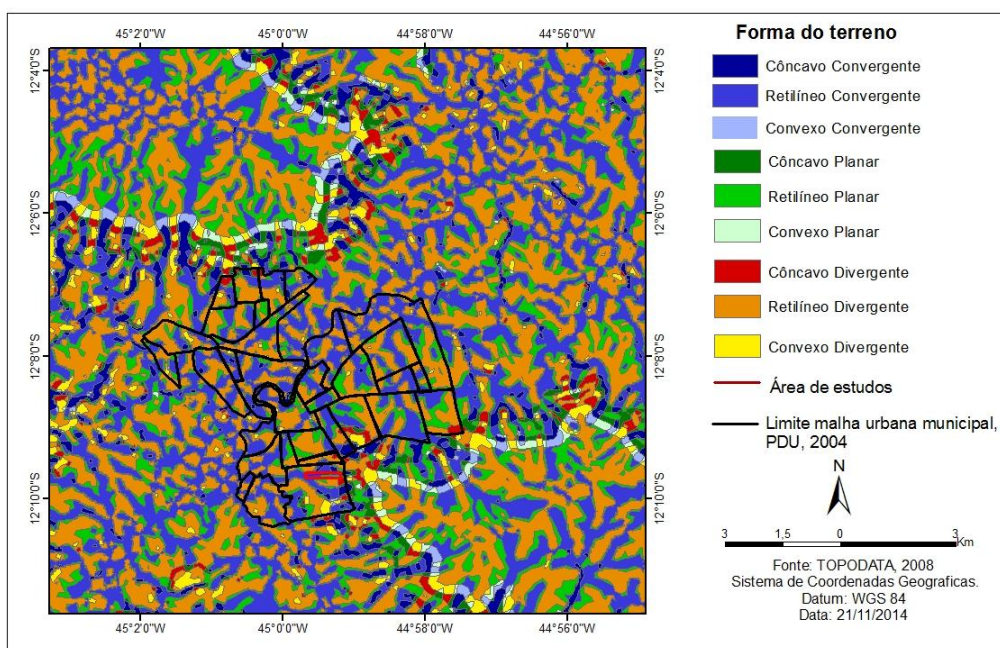 45°2'0"W 45°0'0"W 44°58'0"W 44°56'0"W
12°4'0"S
12°6'0"S
12°8'0"S
12°10'0"S
12°4'0"S
12°6'0"S
12°8'0"S
12°10'0"S
45°2'0"W 45°0'0"W 44°58'0"W 44°56'0"W
Forma do terreno
Côncavo Convergente
Retilíneo Convergente
Convexo Convergente
Côncavo Planar
Retilíneo Planar
Convexo Planar
Côncavo Divergente
Retilíneo Divergente
Convexo Divergente
Área de estudos
Limite malha urbana municipal,
PDU, 2004
N
3 1,5 0 3
Km
Fonte: TOPODATA, 2008
Sistema de Coordenadas Geograficas.
Datum: WGS 84
Data: 21/11/2014